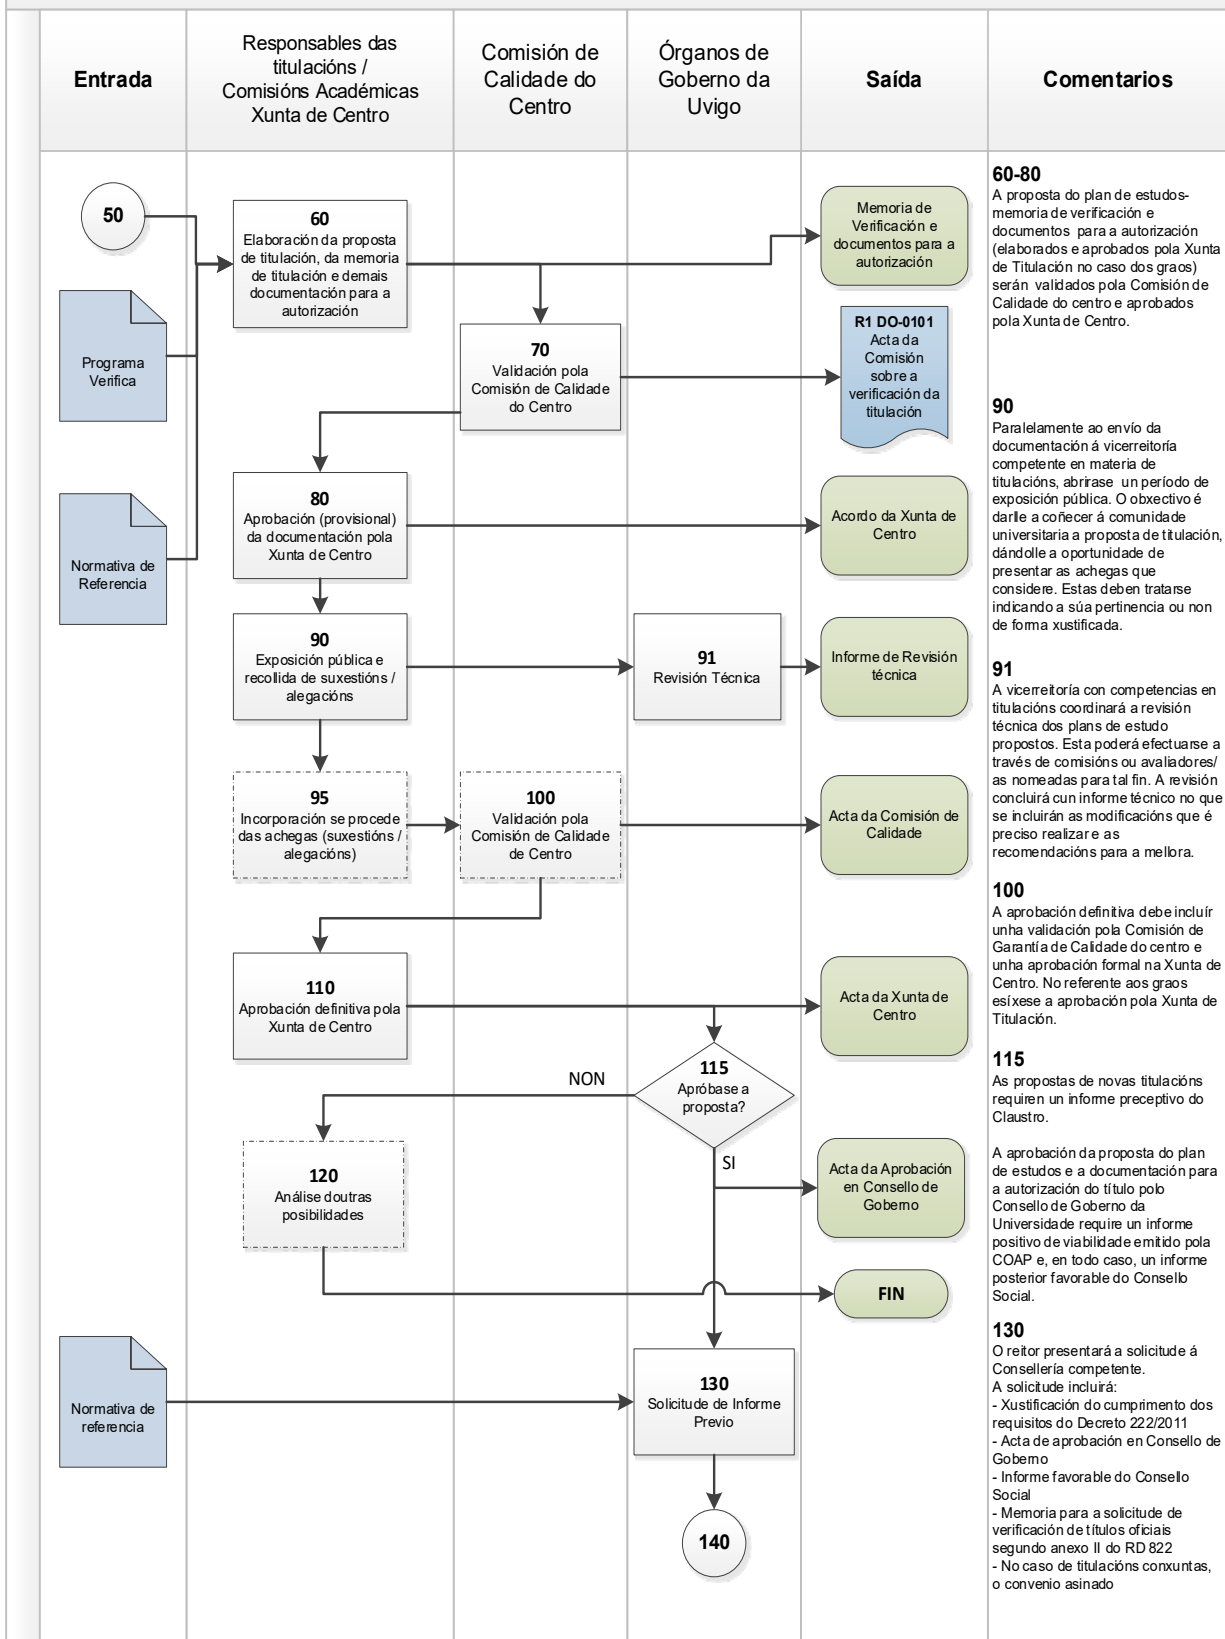 Entrada
Responsables das
titulacións /
Comisións Académicas
Xunta de Centro
Comisión de
Calidade do
Centro
Órganos de
Goberno da
Uvigo
Saída
Comentarios
50
Programa
Verifica
Normativa de
Referencia
60
Elaboración da proposta
de titulación, da memoria
de titulación e demais
documentación para a
autorización
Memoria de
Verificación e
documentos para a
autorización
70
Validación pola
Comisión de Calidade
do Centro
R1 DO-0101
Acta da
Comisión
sobre a
verificación da
titulación
80
Aprobación (provisional)
da documentación pola
Xunta de Centro
Acordo da Xunta de
Centro
90
Exposición pública e
recollida de suxestións /
alegacións
91
Revisión Técnica
Informe de Revisión
técnica
95
Incorporación se procede
das achegas (suxestións /
alegacións)
100
Validación pola
Comisión de Calidade
de Centro
Acta da Comisión de
Calidade
110
Aprobación definitiva pola
Xunta de Centro
Acta da Xunta de
Centro
115
Apróbase a
proposta?
NON
SI
120
Análise doutras
posibilidades
Acta da Aprobación
en Consello de
Goberno
FIN
Normativa de
referencia
130
Solicitude de Informe
Previo
140
60-80
A proposta do plan de estudos-
memoria de verificación e
documentos para a autorización
(elaborados e aprobados pola Xunta
de Titulación no caso dos graos)
serán validados pola Comisión de
Calidade do centro e aprobados
pola Xunta de Centro.
90
Paralelamente ao envío da
documentación á vicerreitoría
competente en materia de
titulacións, abrirase un período de
exposición pública. O obxectivo é
darlle a coñecer á comunidade
universitaria a proposta de titulación,
dándolle a oportunidade de
presentar as achegas que
considere. Estas deben tratarse
indicando a súa pertinencia ou non
de forma xustificada.
91
A vicerreitoría con competencias en
titulacións coordinará a revisión
técnica dos plans de estudo
propostos. Esta poderá efectuarse a
través de comisións ou avaliadores/
as nomeadas para tal fin. A revisión
concluirá cun informe técnico no que
se incluirán as modificacións que é
preciso realizar e as
recomendacións para a mellora.
100
A aprobación definitiva debe incluír
unha validación pola Comisión de
Garantía de Calidade do centro e
unha aprobación formal na Xunta de
Centro. No referente aos graos
esíxese a aprobación pola Xunta de
Titulación.
115
As propostas de novas titulacións
requiren un informe preceptivo do
Claustro.
A aprobación da proposta do plan
de estudos e a documentación para
a autorización do título polo
Consello de Goberno da
Universidade require un informe
positivo de viabilidade emitido pola
COAP e, en todo caso, un informe
posterior favorable do Consello
Social.
130
O reitor presentará a solicitude á
Consellería competente.
A solicitude incluirá:
- Xustificación do cumprimento dos
requisitos do Decreto 222/2011
- Acta de aprobación en Consello de
Goberno
- Informe favorable do Consello
Social
- Memoria para a solicitude de
verificación de títulos oficiais
segundo anexo II do RD 822
- No caso de titulacións conxuntas,
o convenio asinado